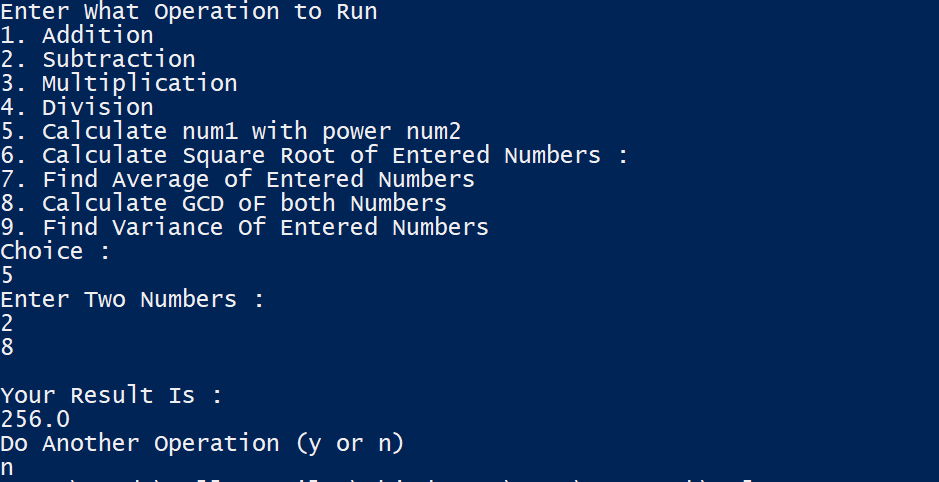 Enter What Operation to Run
1. Addition
2. Subtraction
3. Multiplication
4. Division
5. Calculate num1 with power num2
6. Calculate Square Root of Entered Numbers :
7. Find Average of Entered Numbers
8. Calculate GCD oF both Numbers
9. Find Variance Of Entered Numbers
Choice :
5
Enter Two Numbers :
2
8
Your Result Is :
256.0
Do Another Operation (y or n)
n